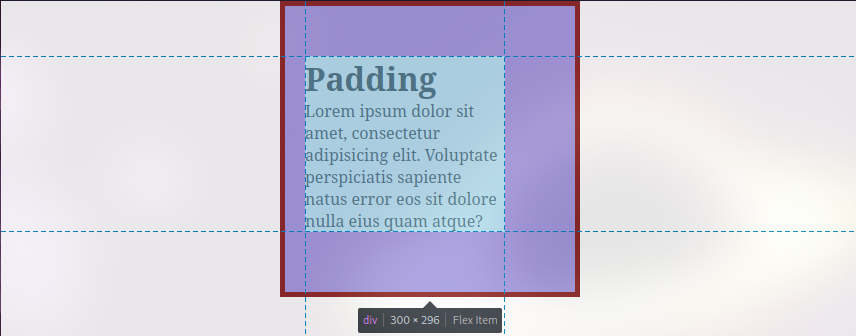 Padding
Lorem ipsum dolor sit
amet, consectetur
adipisicing elit. Voluptate
perspiciatis sapiente
natus error eos sit dolore
nulla eius quam atque?
div 300 × 296 Flex Item